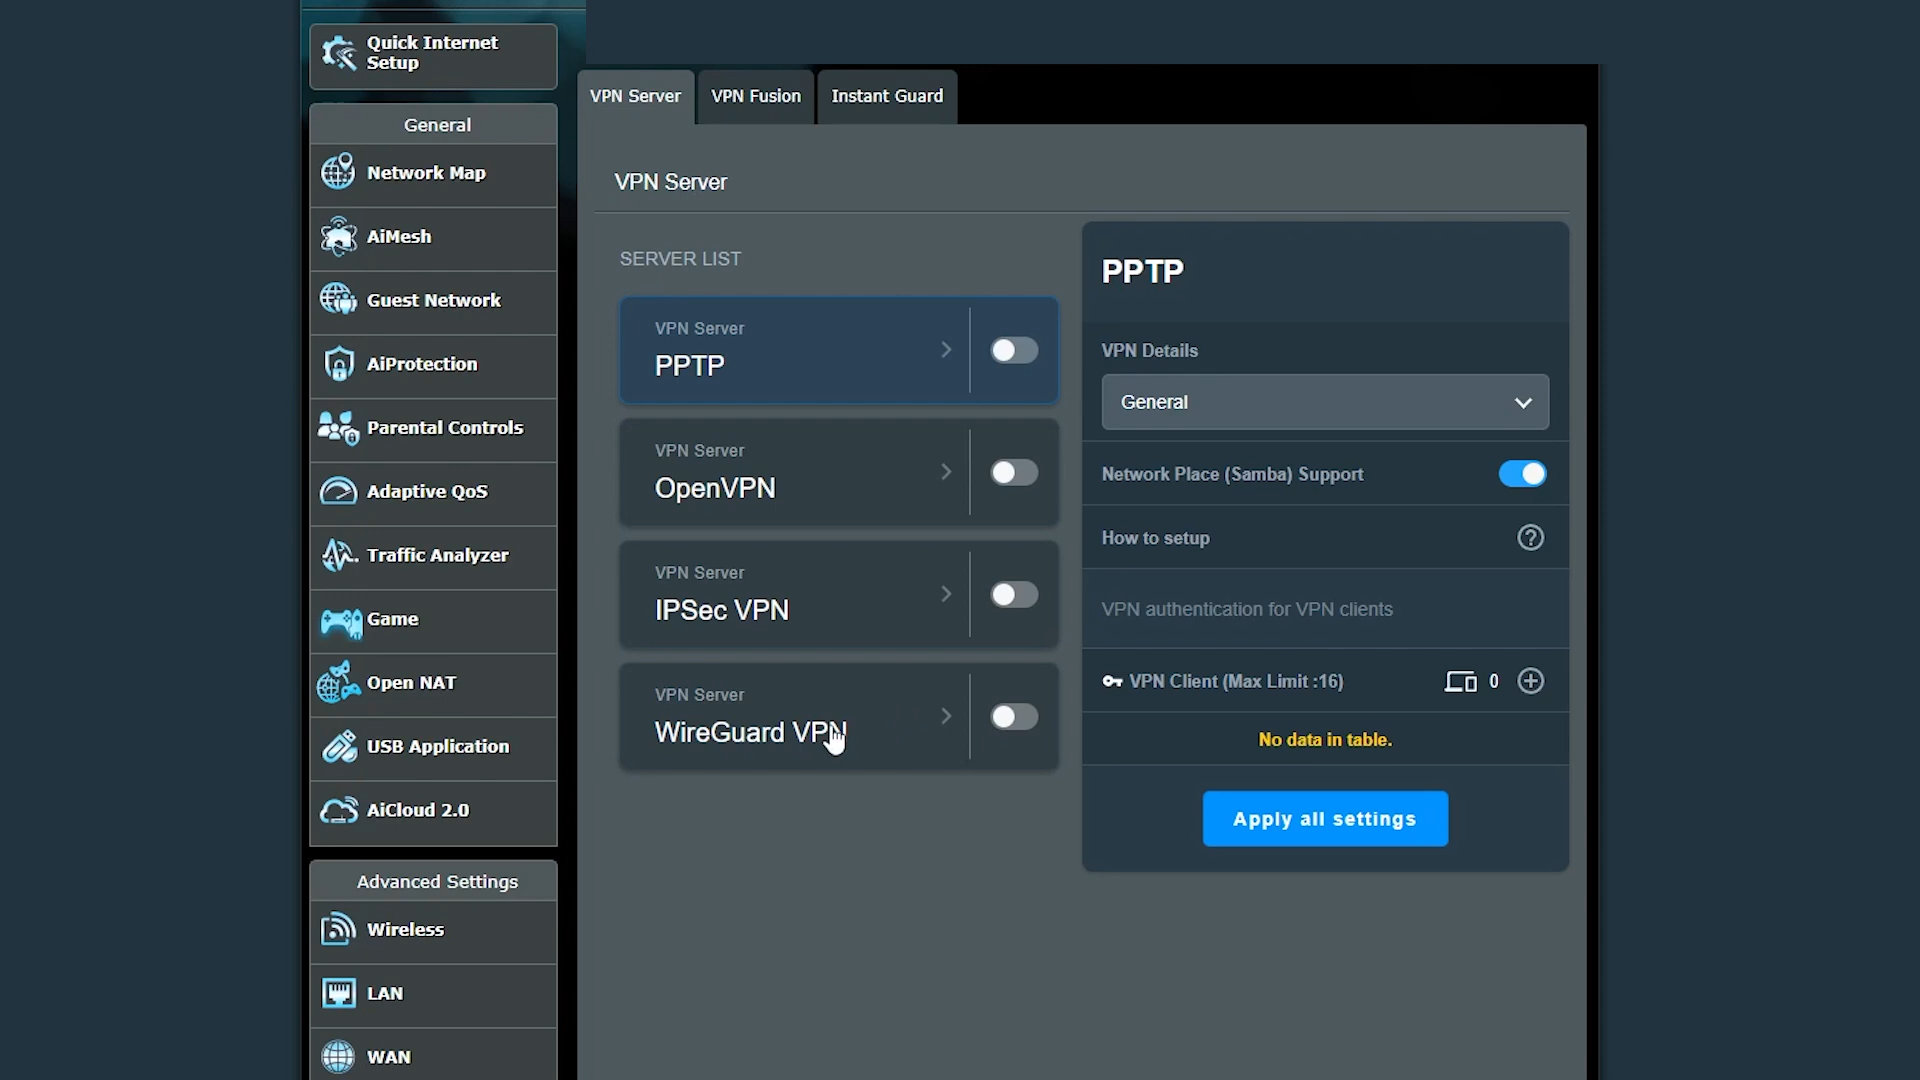 Quick Internet
Setup
General
Network Map
AiMesh
Guest Network
AiProtection
Parental Controls
Adaptive QoS
Traffic Analyzer
Game
Open NAT
USB Application
AiCloud 2.0
Advanced Settings
Wireless
LAN
WAN
VPN Server
VPN Fusion
Instant Guard
VPN Server
SERVER LIST
VPN Server
PPTP
VPN Server
OpenVPN
VPN Server
IPSec VPN
VPN Server
WireGuard VPN
PPTP
VPN Details
General
Network Place (Samba) Support
How to setup
VPN authentication for VPN clients
VPN Client (Max Limit :16)
0
No data in table.
Apply all settings